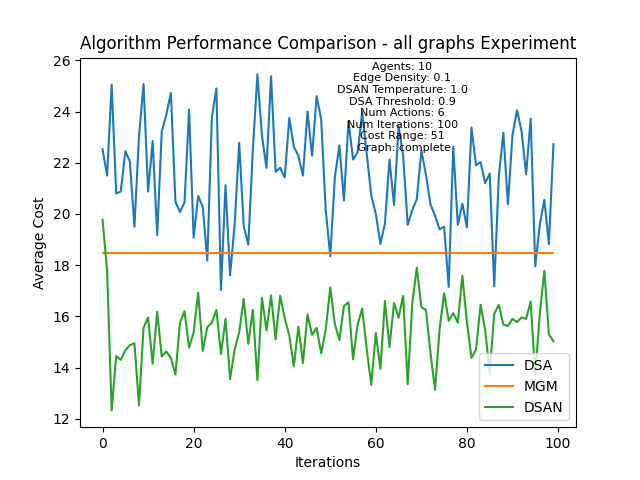 Algorithm Performance Comparison - all graphs Experiment
Agents: 10
Edge Density: 0.1
DSAN Temperature: 1.0
DSA Threshold: 0.9
Num Actions: 6
Num Iterations: 100
Cost Range: 51
Graph: complete
26
24
22
20
18
16
14
12
Average Cost
0
20
40
60
80
100
Iterations
DSA
MGM
DSAN